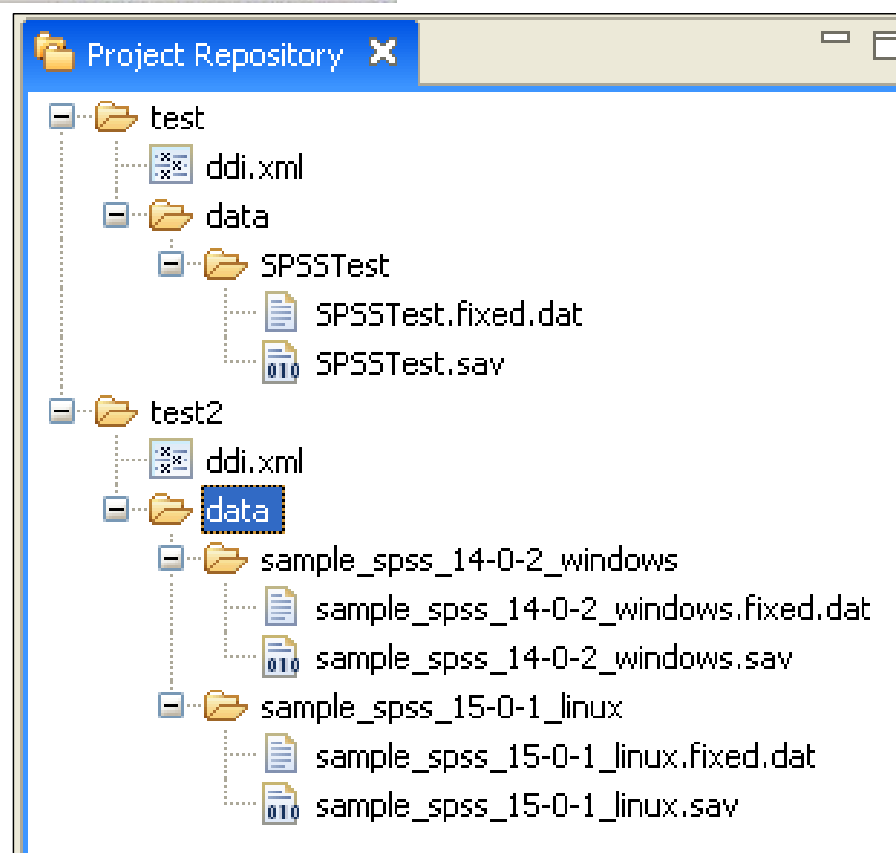 Project Repository
test
ddi.xml
data
SPSSTest
SPSSTest.fixed.dat
SPSSTest.sav
test2
ddi.xml
data
sample_spss_14-0-2_windows
sample_spss_14-0-2_windows.fixed.dat
sample_spss_14-0-2_windows.sav
sample_spss_15-0-1_linux
sample_spss_15-0-1_linux.fixed.dat
sample_spss_15-0-1_linux.sav